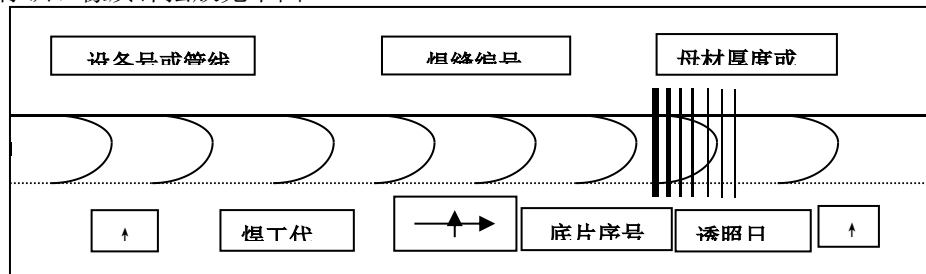 设备号或管线
焊缝编号
母材厚度或
焊工代
底片序号
透照日